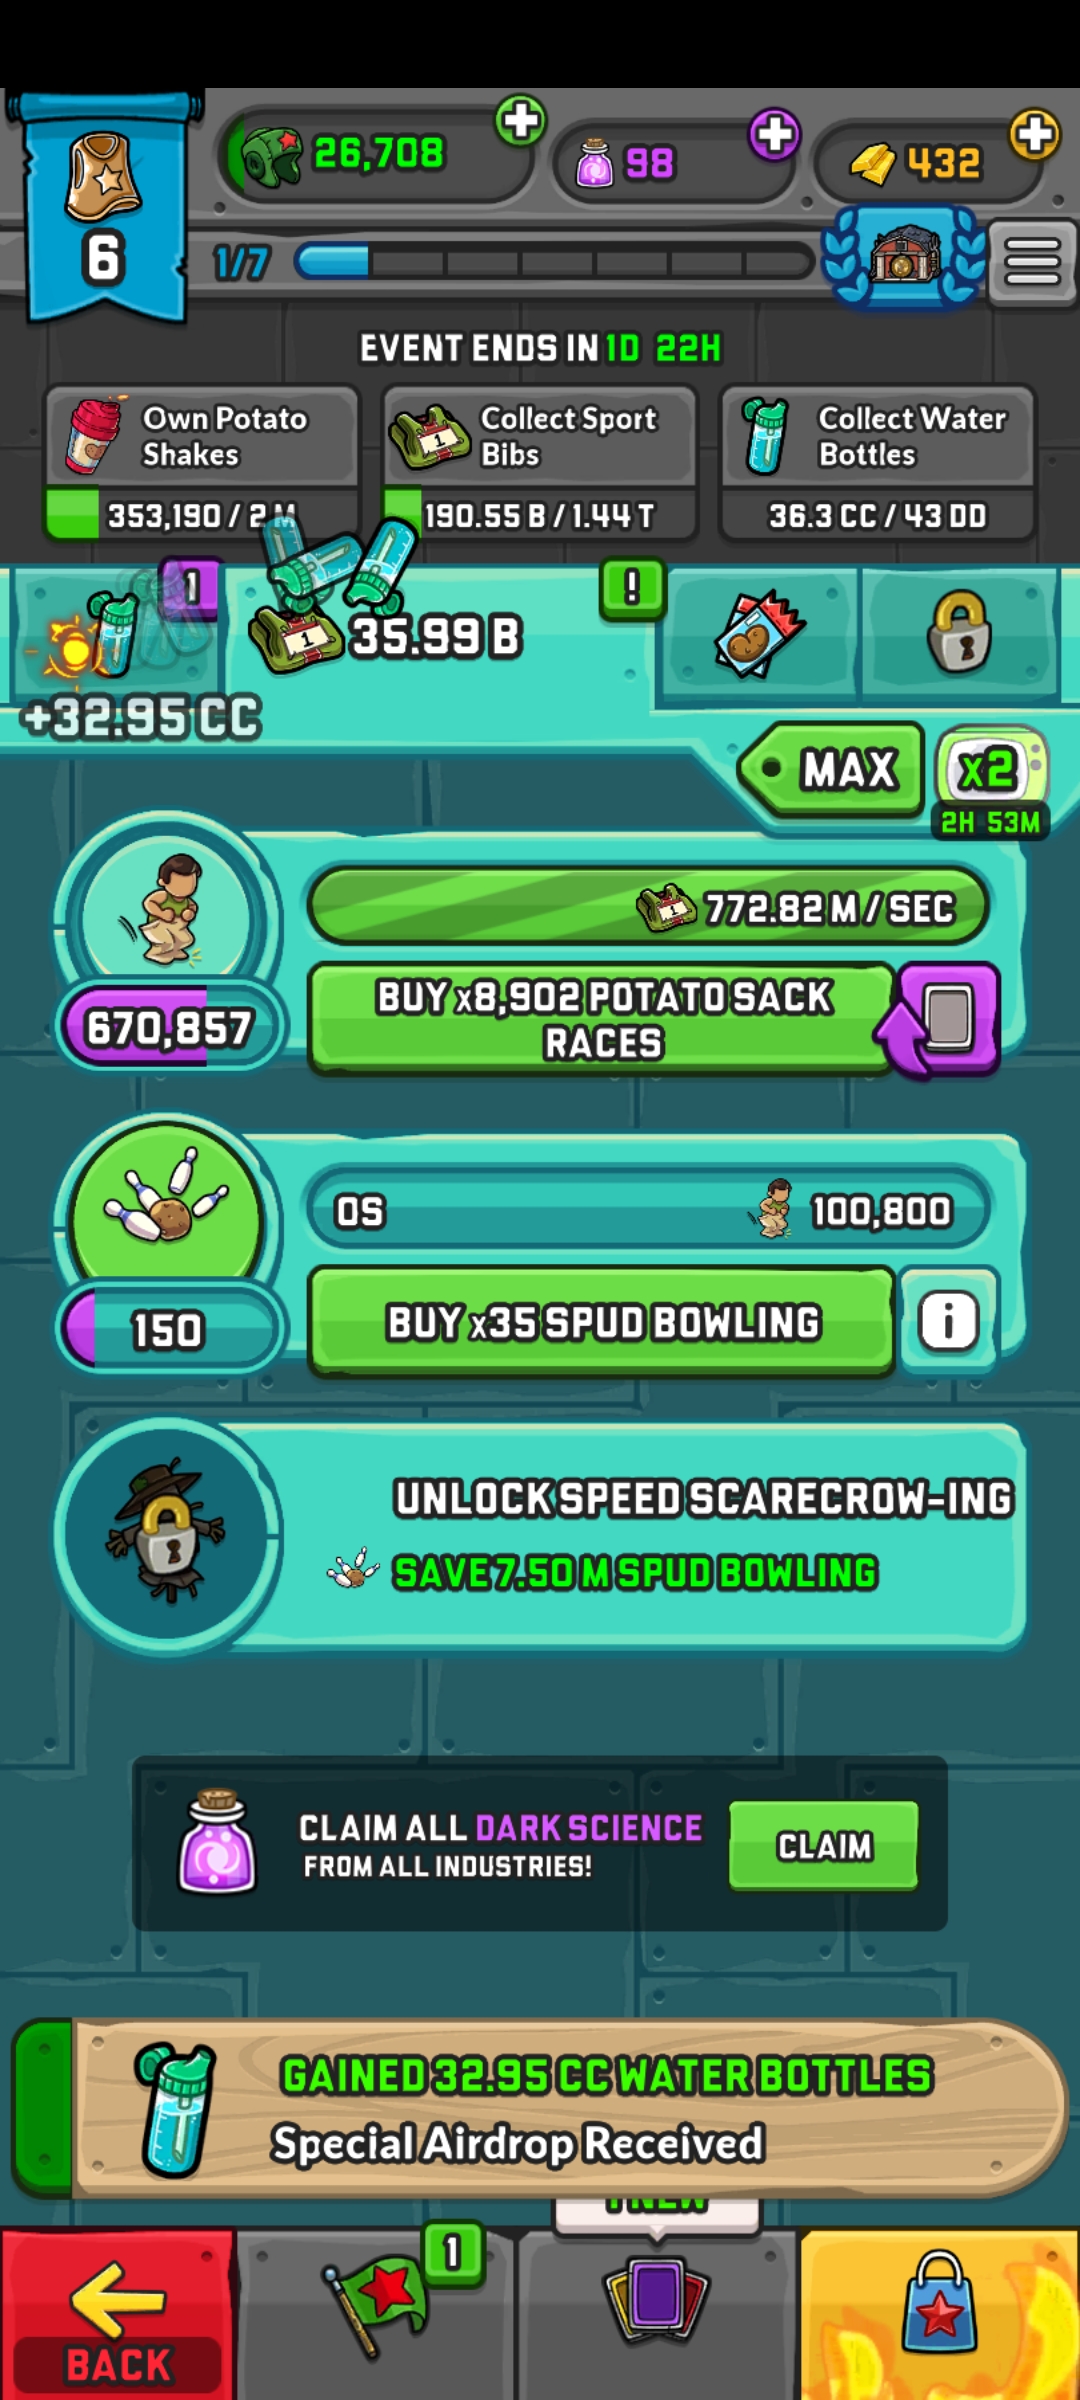 26,708
98
432
6
1/7
EVENT ENDS IN 1D 22H
Own Potato
Shakes
Collect Sport
Bibs
Collect Water
Bottles
353,190 / 2 M
190.55 B / 1.44 T
36.3 CC / 43 DD
1
!
1
35.99 B
+32.95 CC
MAX
x2
2H 53M
1
772.82 M / SEC
670,857
BUY x8,902 POTATO SACK
RACES
0S
100,800
150
BUY x35 SPUD BOWLING
i
UNLOCK SPEED SCARECROW-ING
SAVE 7.50 M SPUD BOWLING
CLAIM ALL DARK SCIENCE
FROM ALL INDUSTRIES!
CLAIM
GAINED 32.95 CC WATER BOTTLES
Special Airdrop Received
1
BACK